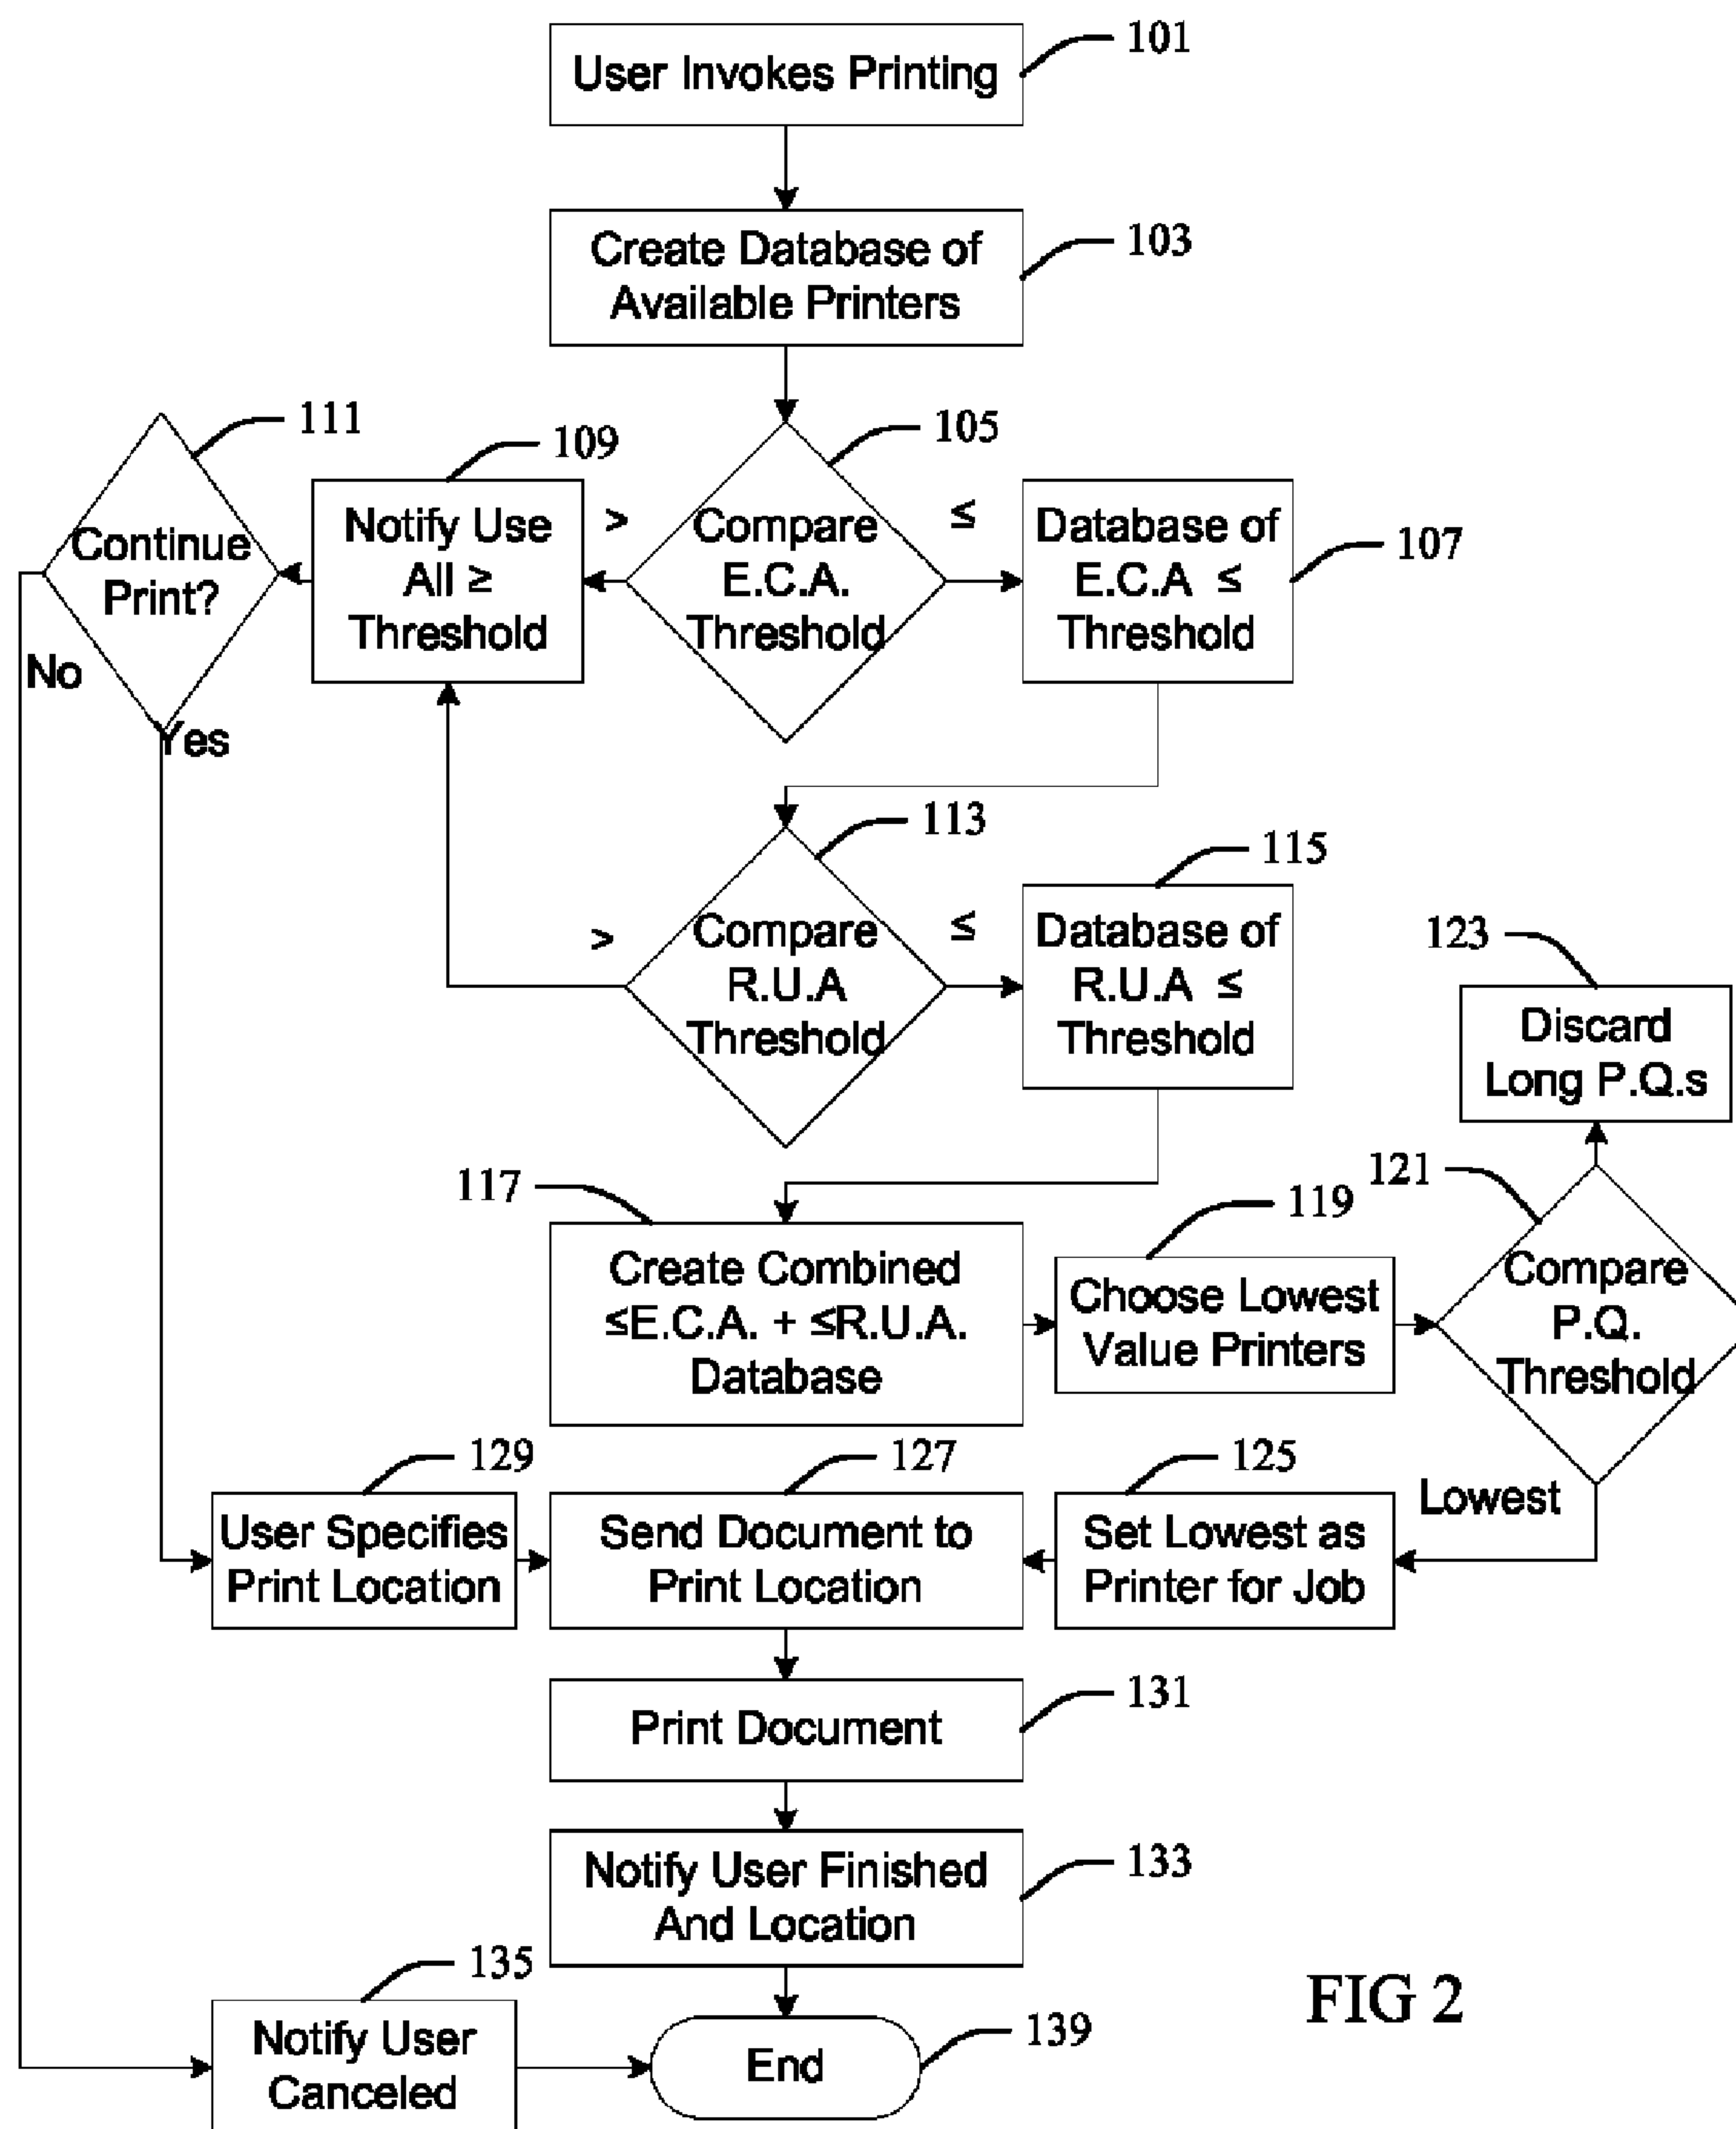 101
User Invokes Printing
103
Create Database of
Available Printers
111
Continue
Print?
No
Yes
109
Notify Use
All ≥
Threshold
>
105
Compare
E.C.A.
Threshold
≤
Database of
E.C.A ≤
Threshold
107
113
>
Compare
R.U.A
Threshold
≤
115
Database of
R.U.A ≤
Threshold
123
Discard
Long P.Q.s
117
Create Combined
≤E.C.A. + ≤R.U.A.
Database
119
Choose Lowest
Value Printers
121
Compare
P.Q.
Threshold
Lowest
129
User Specifies
Print Location
127
Send Document to
Print Location
125
Set Lowest as
Printer for Job
131
Print Document
133
Notify User Finished
And Location
135
Notify User
Canceled
139
End
FIG 2